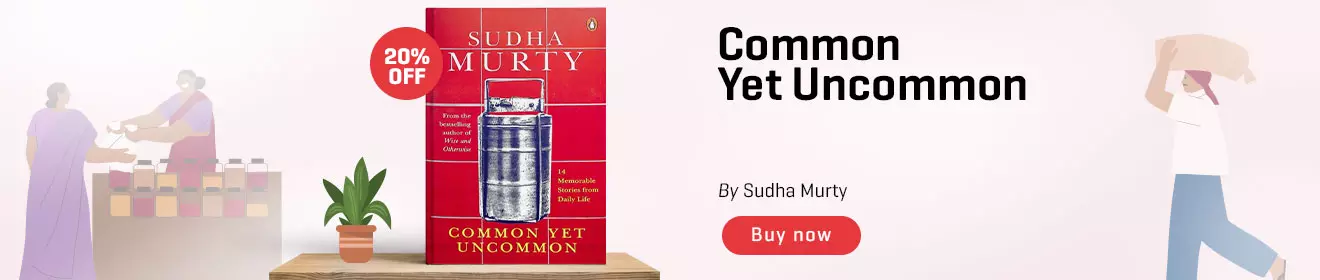 20%
OFF
SUDHA
MURTY
From the
bestselling
author of
Wise and
Otherwise
14
Memorable
Stories from
Daily Life
COMMON YET
UNCOMMON
Common
Yet Uncommon
By Sudha Murty
Buy now